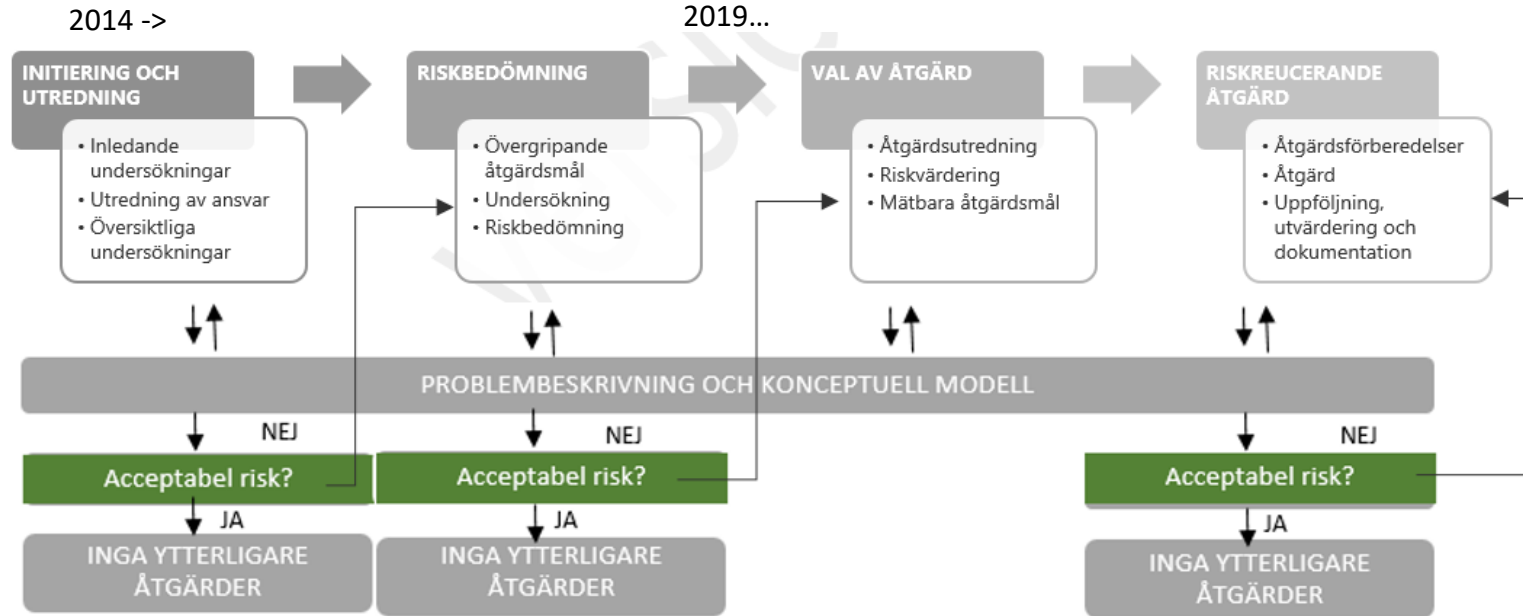 2014 ->
2019...
INITIERING OCH
UTREDNING
• Inledande
undersökningar
• Utredning av ansvar
• Översiktliga
undersökningar
RISKBEDÖMNING
• Övergripande
åtgärdsmål
• Undersökning
• Riskbedömning
VAL AV ÅTGÄRD
• Åtgärdsutredning
• Riskvärdering
• Mätbara åtgärdsmål
RISKREUCERANDE
ÅTGÄRD
• Åtgärdsförberedelser
• Åtgärd
• Uppföljning,
utvärdering och
dokumentation
PROBLEMBESKRIVNING OCH KONCEPTUELL MODELL
NEJ
NEJ
NEJ
Acceptabel risk?
Acceptabel risk?
Acceptabel risk?
JA
JA
JA
INGA YTTERLIGARE
ÅTGÄRDER
INGA YTTERLIGARE
ÅTGÄRDER
INGA YTTERLIGARE
ÅTGÄRDER